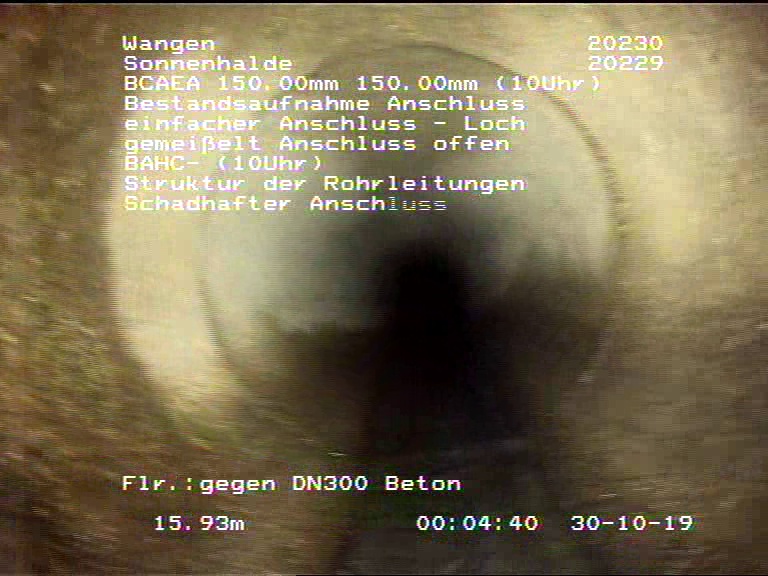 Wangen 20230
Sonnenhalde 20229
BCAEA 150.00mm 150.00mm (10Uhr)
Bestandsaufnahme Anschluss
einfacher Anschluss - Loch
gemeißelt Anschluss offen
BAHC- (10Uhr)
Struktur der Rohrleitungen
Schadhafter Anschluss
Flr.:gegen DN300 Beton
15.93m 00:04:40 30-10-19